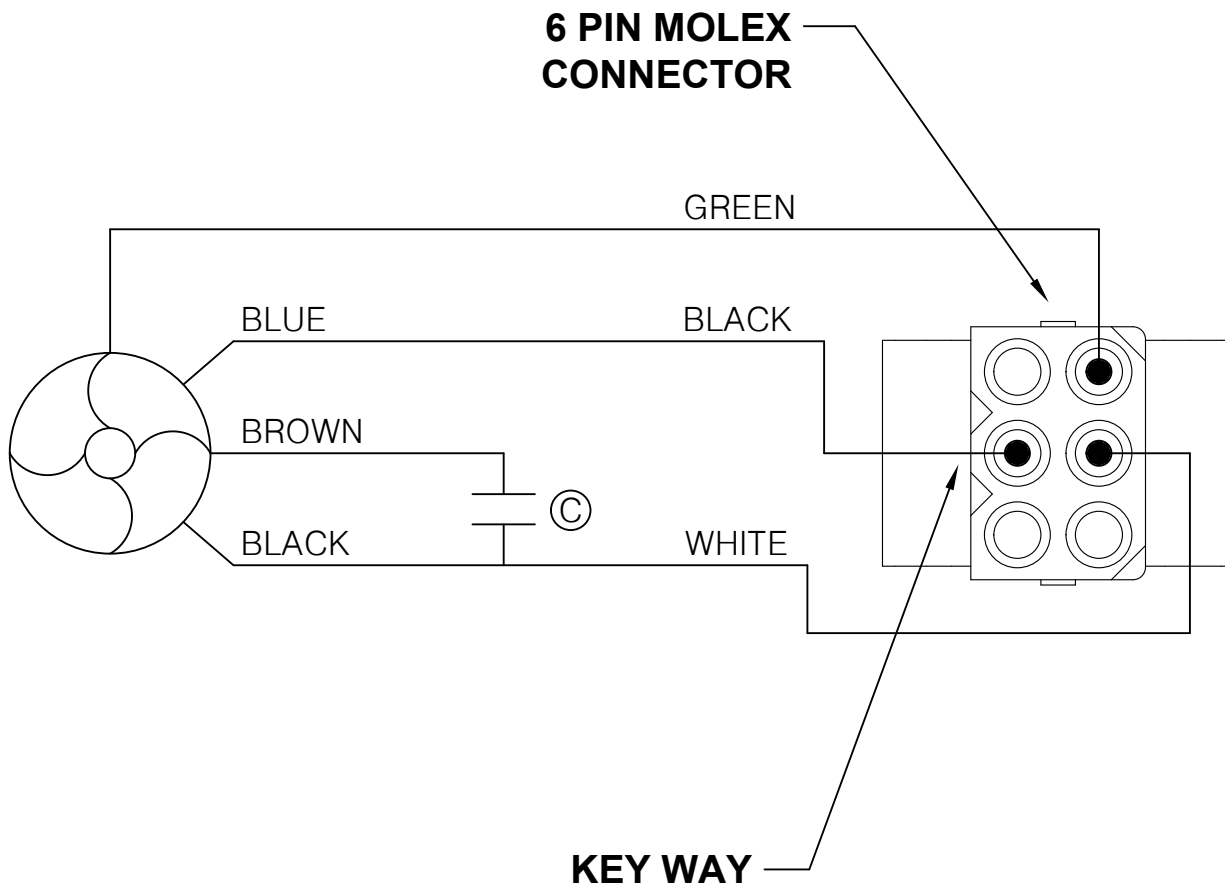 6 PIN MOLEX
CONNECTOR
GREEN
BLUE
BLACK
BROWN
C
BLACK
WHITE
KEY WAY